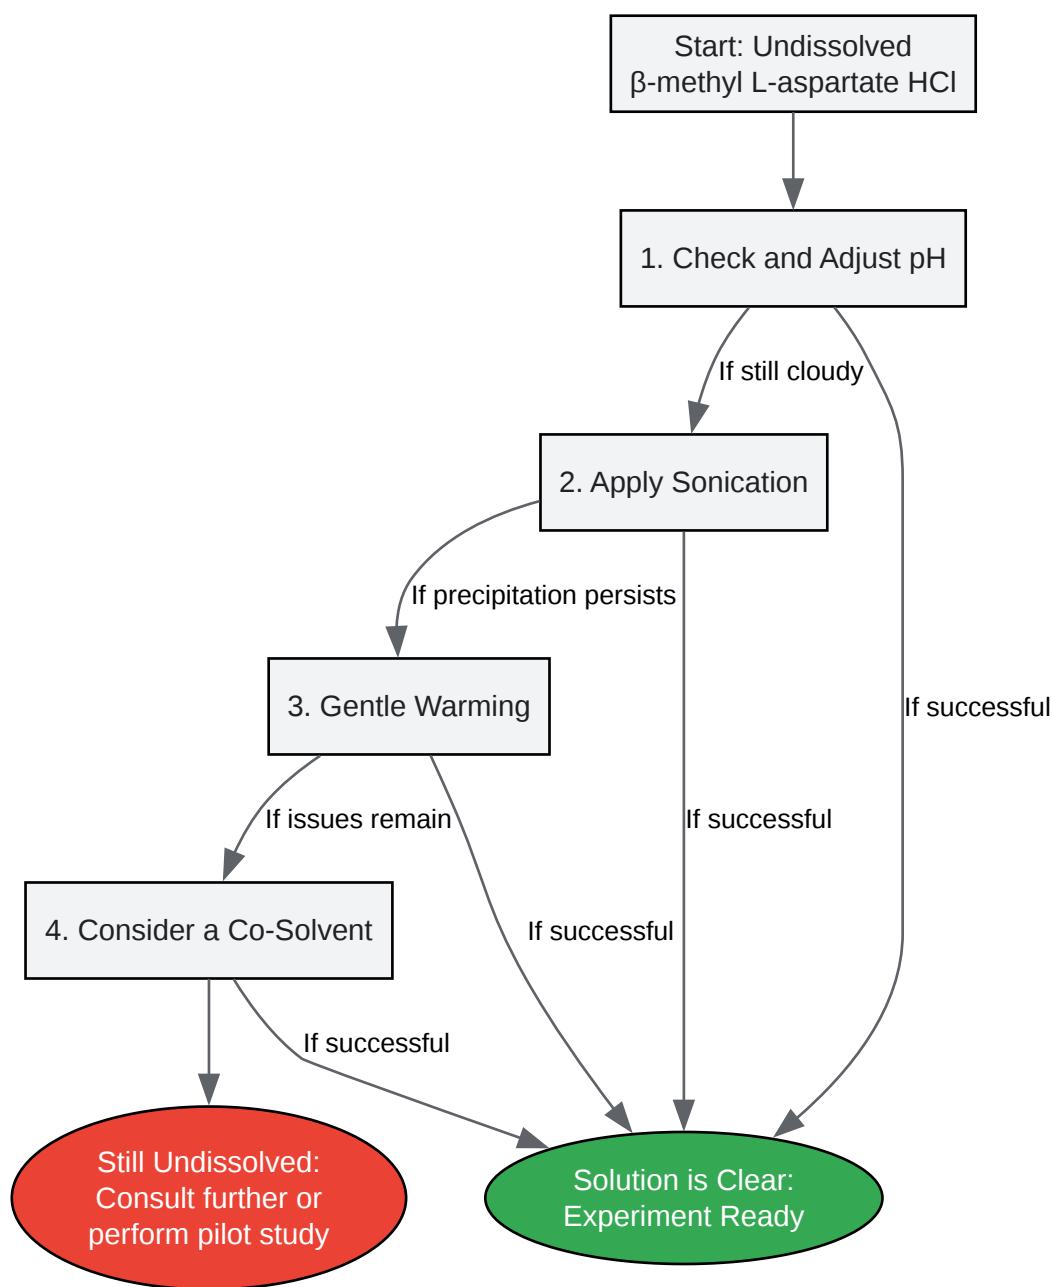 Start: Undissolved
β-methyl L-aspartate HCl
1. Check and Adjust pH
If still cloudy
2. Apply Sonication
If precipitation persists
3. Gentle Warming
If successful
If issues remain
If successful
4. Consider a Co-Solvent
If successful
If successful
Still Undissolved:
Consult further or
perform pilot study
Solution is Clear:
Experiment Ready